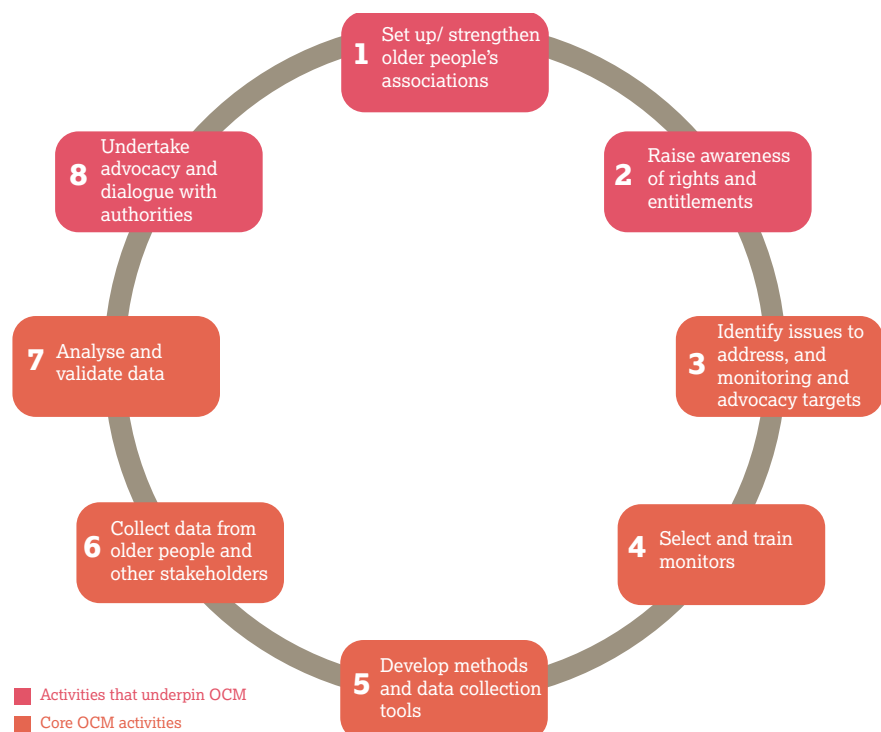 1
Set up/ strengthen
older people's
associations
2
Raise awareness
of rights and
entitlements
3
Identify issues to
address, and
monitoring and
advocacy targets
4
Select and train
monitors
5
Develop methods
and data collection
tools
6
Collect data from
older people and
other stakeholders
7
Analyse and
validate data
8
Undertake
advocacy and
dialogue with
authorities
Activities that underpin OCM
Core OCM activities